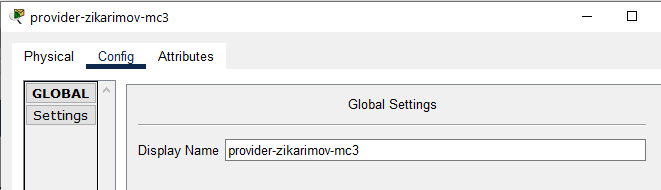 provider-zikarimov-mc3
Physical Config Attributes
GLOBAL
Settings
Global Settings
Display Name provider-zikarimov-mc3